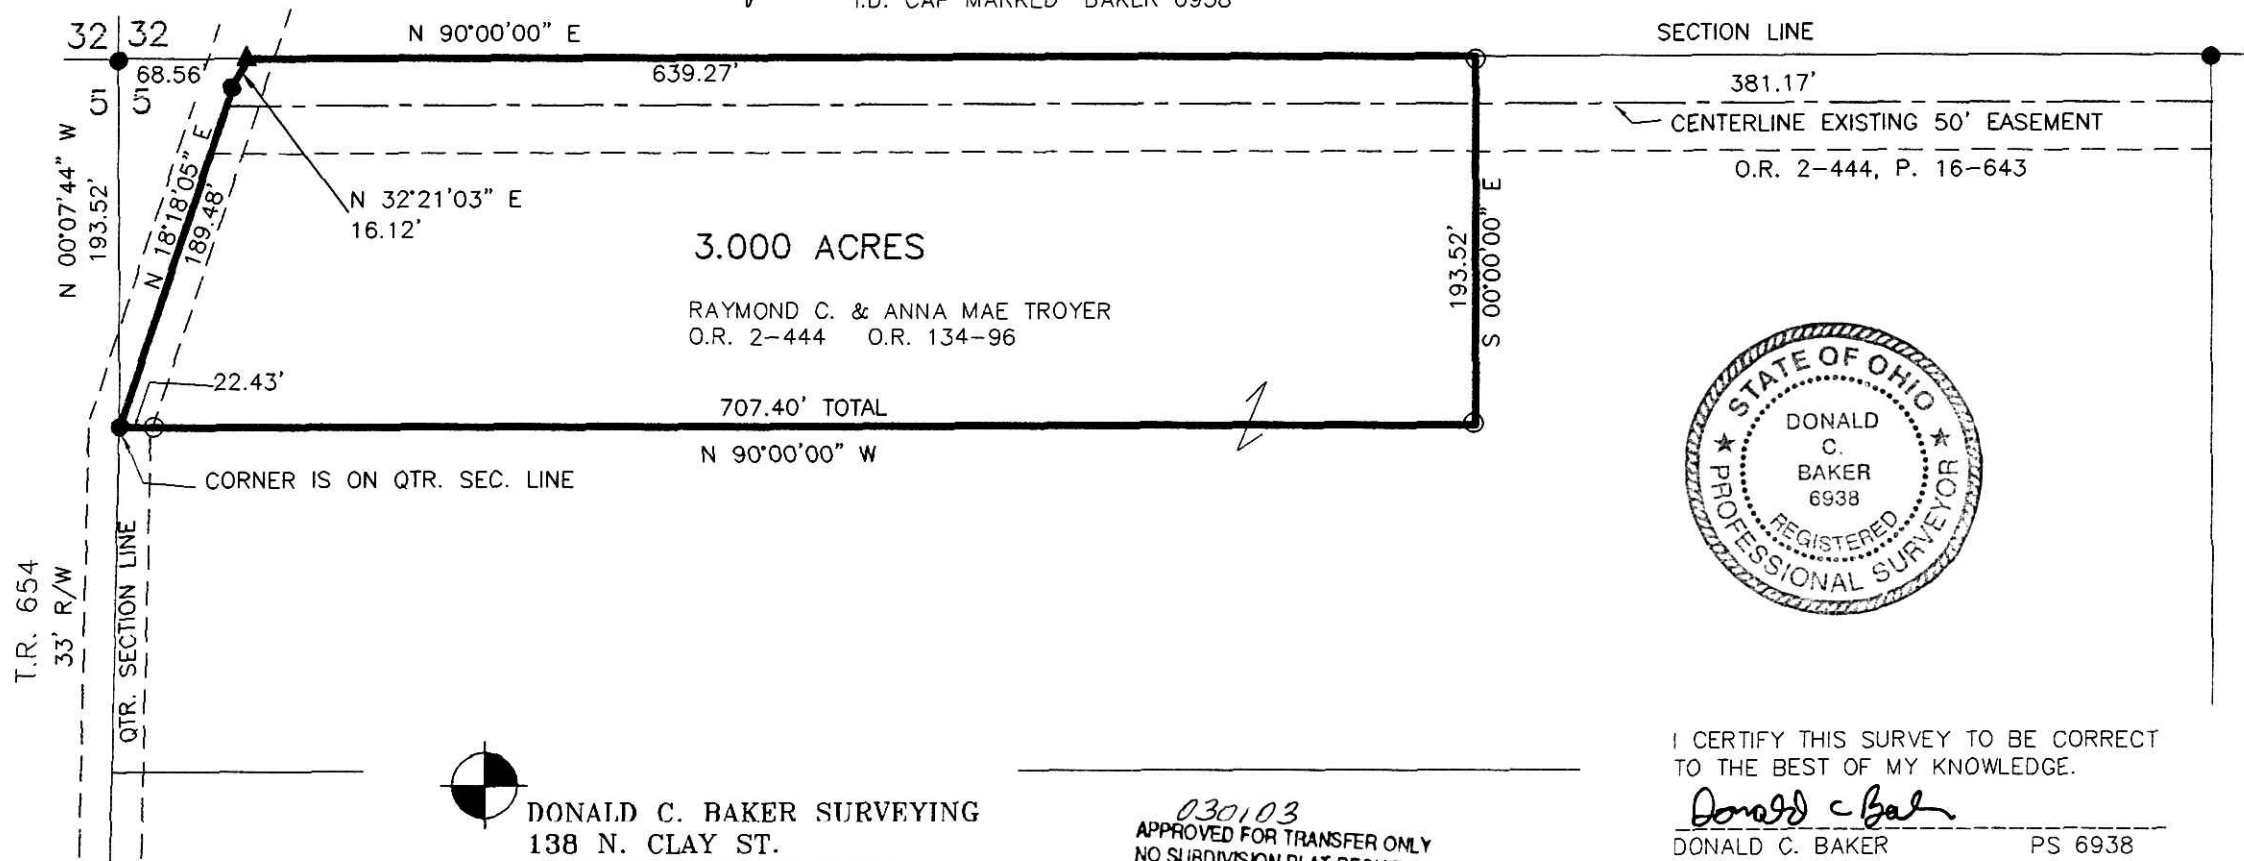 I.D. CAP MARKED "BAKER 6938"
32 32
N 90°00'00" E
SECTION LINE
68.56'
639.27'
381.17'
5 5
CENTERLINE EXISTING 50' EASEMENT
O.R. 2-444, P. 16-643
N 00°07'44" W
193.52'
N 18°18'05" E
189.48'
N 32°21'03" E
16.12'
3.000 ACRES
RAYMOND C. & ANNA MAE TROYER
O.R. 2-444 O.R. 134-96
193.52'
S 00°00'00" E
22.43'
707.40' TOTAL
N 90°00'00" W
CORNER IS ON QTR. SEC. LINE
STATE OF OHIO
DONALD
C.
BAKER
6938
REGISTERED
PROFESSIONAL SURVEYOR
T.R. 654
33' R/W
QTR. SECTION LINE
I CERTIFY THIS SURVEY TO BE CORRECT
TO THE BEST OF MY KNOWLEDGE.
Donald C Baker
DONALD C. BAKER PS 6938
DONALD C. BAKER SURVEYING
138 N. CLAY ST.
030103
APPROVED FOR TRANSFER ONLY
NO SUBDIVISION PLAT